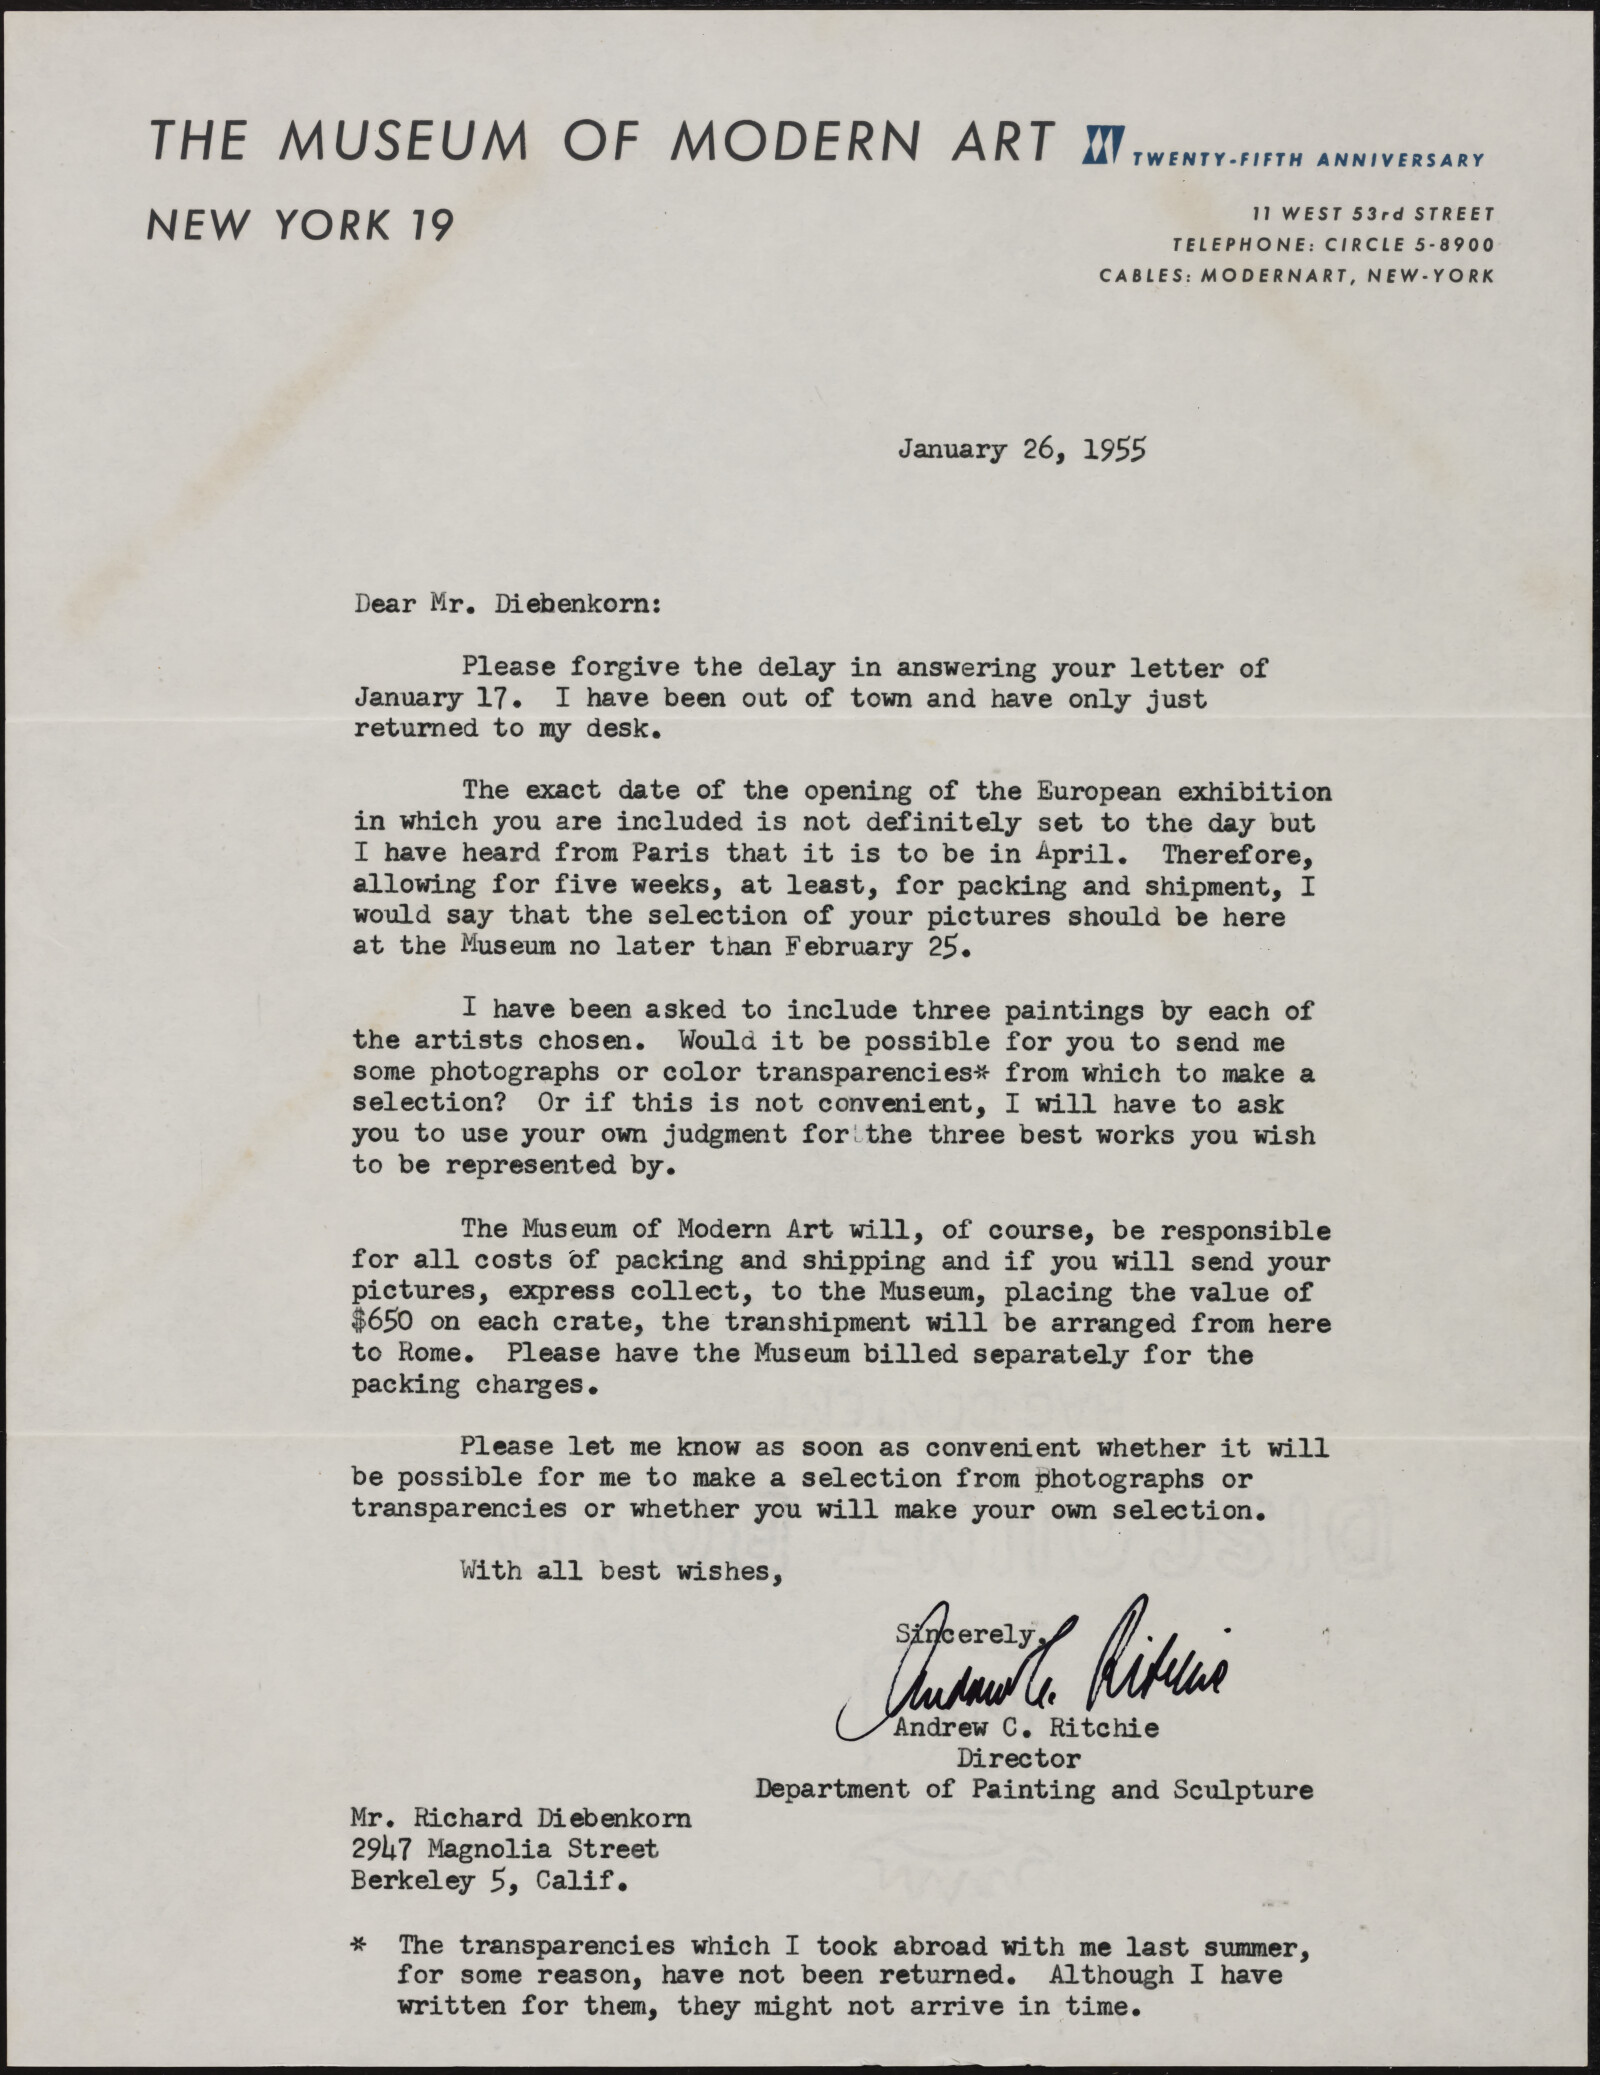 THE MUSEUM OF MODERN ART XXV TWENTY-FIFTH ANNIVERSARY
NEW YORK 19
11 WEST 53rd STREET
TELEPHONE: CIRCLE 5-8900
CABLES: MODERNART, NEW-YORK
January 26, 1955
Dear Mr. Diebenkorn:
Please forgive the delay in answering your letter of
January 17. I have been out of town and have only just
returned to my desk.
The exact date of the opening of the European exhibition
in which you are included is not definitely set to the day but
I have heard from Paris that it is to be in April. Therefore,
allowing for five weeks, at least, for packing and shipment, I
would say that the selection of your pictures should be here
at the Museum no later than February 25.
I have been asked to include three paintings by each of
the artists chosen. Would it be possible for you to send me
some photographs or color transparencies* from which to make a
selection? Or if this is not convenient, I will have to ask
you to use your own judgment for the three best works you wish
to be represented by.
The Museum of Modern Art will, of course, be responsible
for all costs of packing and shipping and if you will send your
pictures, express collect, to the Museum, placing the value of
$650 on each crate, the transhipment will be arranged from here
to Rome. Please have the Museum billed separately for the
packing charges.
Please let me know as soon as convenient whether it will
be possible for me to make a selection from photographs or
transparencies or whether you will make your own selection.
With all best wishes,
Sincerely,
Andrew C. Ritchie
Andrew C. Ritchie
Director
Department of Painting and Sculpture
Mr. Richard Diebenkorn
2947 Magnolia Street
Berkeley 5, Calif.
* The transparencies which I took abroad with me last summer,
for some reason, have not been returned. Although I have
written for them, they might not arrive in time.